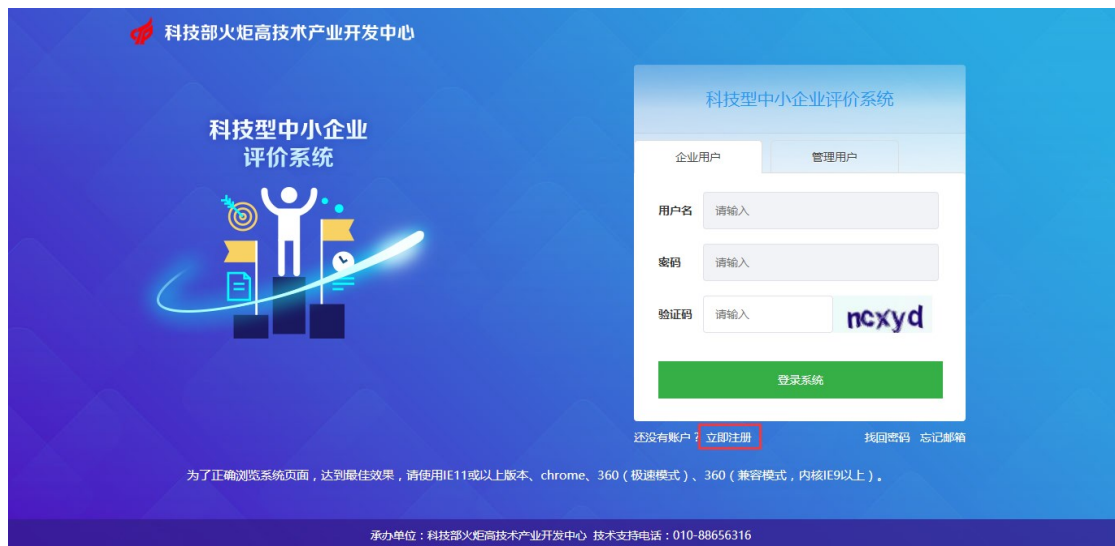 科技部火炬高技术产业开发中心
科技型中小企业
评价系统
科技型中小企业评价系统
企业用户 管理用户
用户名 请输入
密码 请输入
验证码 请输入 ncxyd
登录系统
还没有账户? 立即注册 找回密码 忘记邮箱
为了正确浏览系统页面，达到最佳效果，请使用IE11或以上版本、chrome、360（极速模式）、360（兼容模式，内核IE9以上）。
承办单位：科技部火炬高技术产业开发中心 技术支持电话：010-88656316